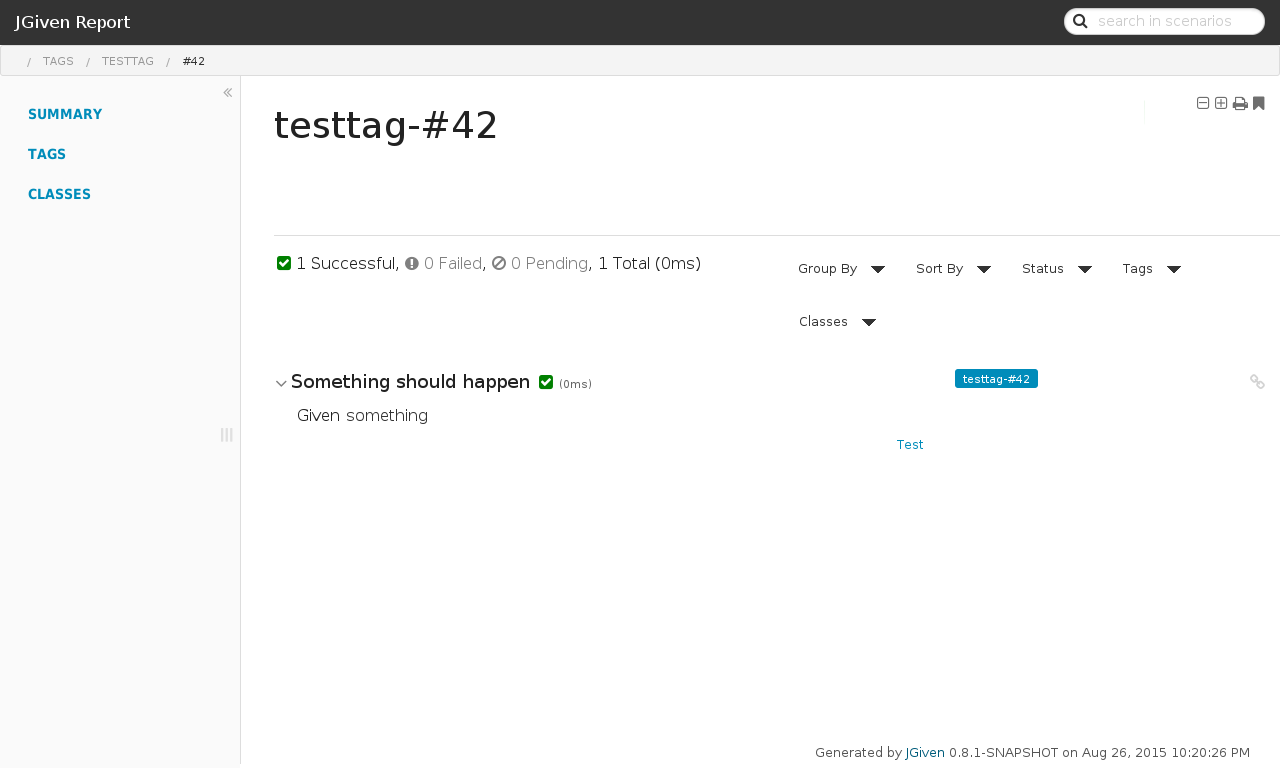 JGiven Report
search in scenarios
/ TAGS / TESTTAG / #42
SUMMARY
TAGS
CLASSES
testtag-#42
1 Successful, 0 Failed, 0 Pending, 1 Total (0ms)
Group By Sort By Status Tags
Classes
Something should happen (0ms) testtag-#42
Given something
Test
Generated by JGiven 0.8.1-SNAPSHOT on Aug 26, 2015 10:20:26 PM